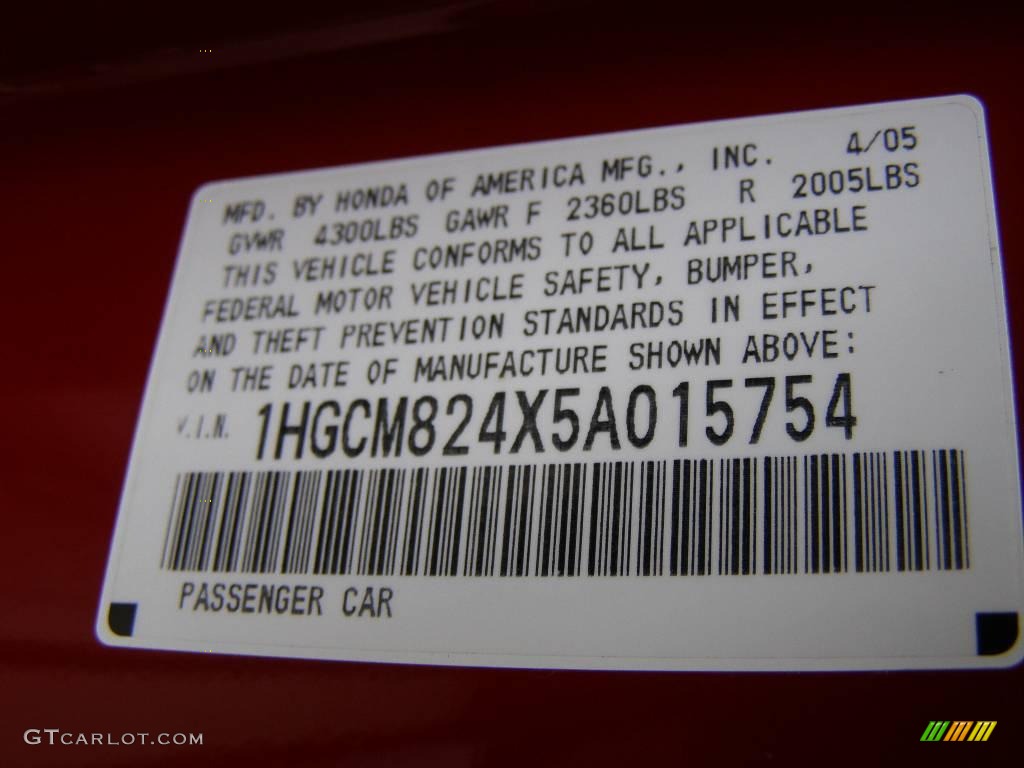 MFD. BY HONDA OF AMERICA MFG., INC. 4/05
GVWR 4300LBS GAWR F 2360LBS R 2005LBS
THIS VEHICLE CONFORMS TO ALL APPLICABLE
FEDERAL MOTOR VEHICLE SAFETY, BUMPER,
AND THEFT PREVENTION STANDARDS IN EFFECT
ON THE DATE OF MANUFACTURE SHOWN ABOVE:
V.I.N. 1HGCM824X5A015754
PASSENGER CAR
GTCARLOT.COM